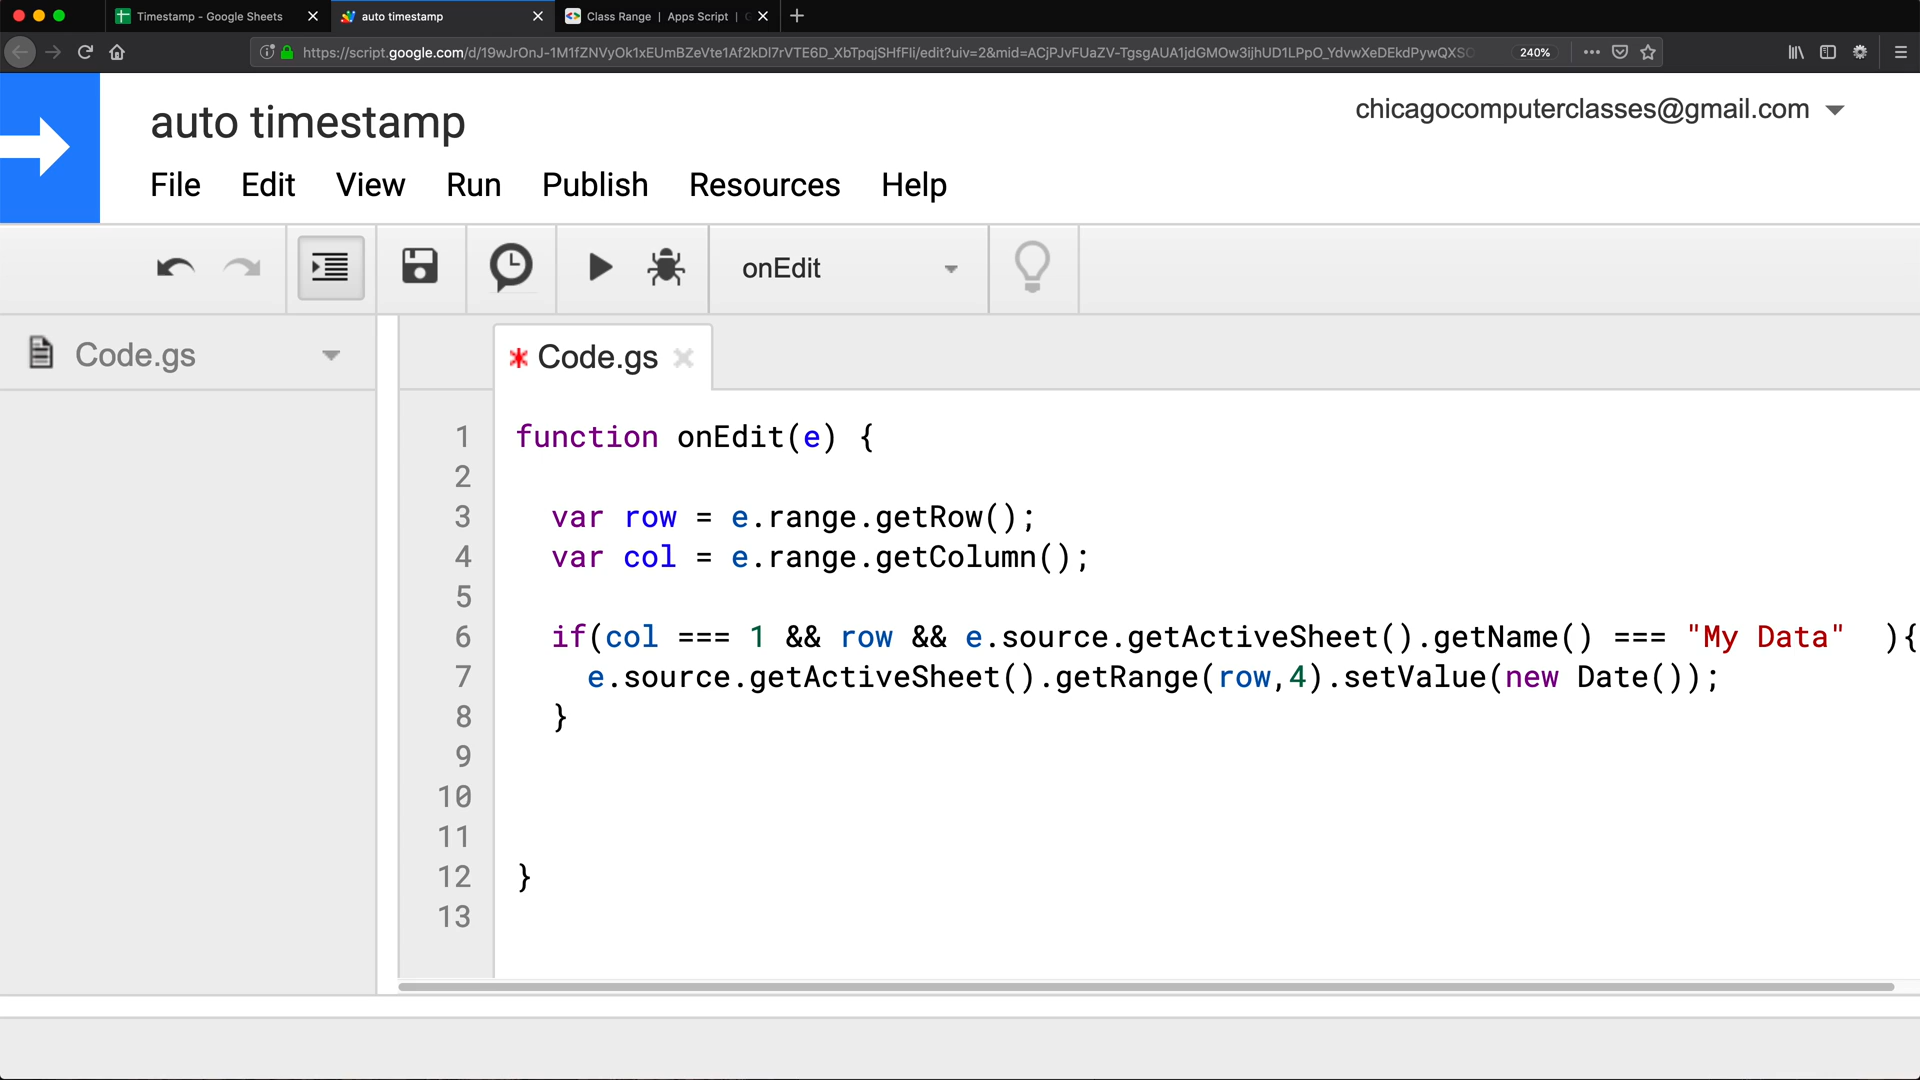 Timestamp - Google Sheets
auto timestamp
Class Range | Apps Script |
https://script.google.com/d/19wJrOnJ-1M1fZNVyOk1xEUmBZeVte1Af2kDl7rVTE6D_XbTpqjSHfFli/edit?uiv=2&mid=ACjPJvFUaZV-TgsgAUA1jdGMOw3ijhUD1LPpO_YdvwXeDEkdPywQXSC
240%
auto timestamp
chicagocomputerclasses@gmail.com
File Edit View Run Publish Resources Help
onEdit
Code.gs
* Code.gs
1 function onEdit(e) {
2
3 var row = e.range.getRow();
4 var col = e.range.getColumn();
5
6 if(col === 1 && row && e.source.getActiveSheet().getName() === "My Data" ){
7 e.source.getActiveSheet().getRange(row,4).setValue(new Date());
8 }
9
10
11
12 }
13